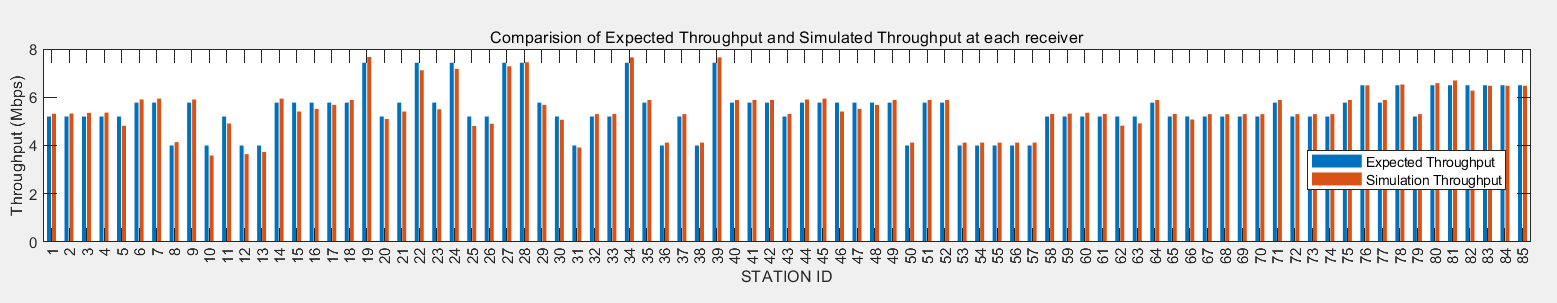 Comparision of Expected Throughput and Simulated Throughput at each receiver
Throughput (Mbps)
8
6
4
2
0
Expected Throughput
Simulation Throughput
1 2 3 4 5 6 7 8 9 10 11 12 13 14 15 16 17 18 19 20 21 22 23 24 25 26 27 28 29 30 31 32 33 34 35 36 37 38 39 40 41 42 43 44 45 46 47 48 49 50 51 52 53 54 55 56 57 58 59 60 61 62 63 64 65 66 67 68 69 70 71 72 73 74 75 76 77 78 79 80 81 82 83 84 85
STATION ID